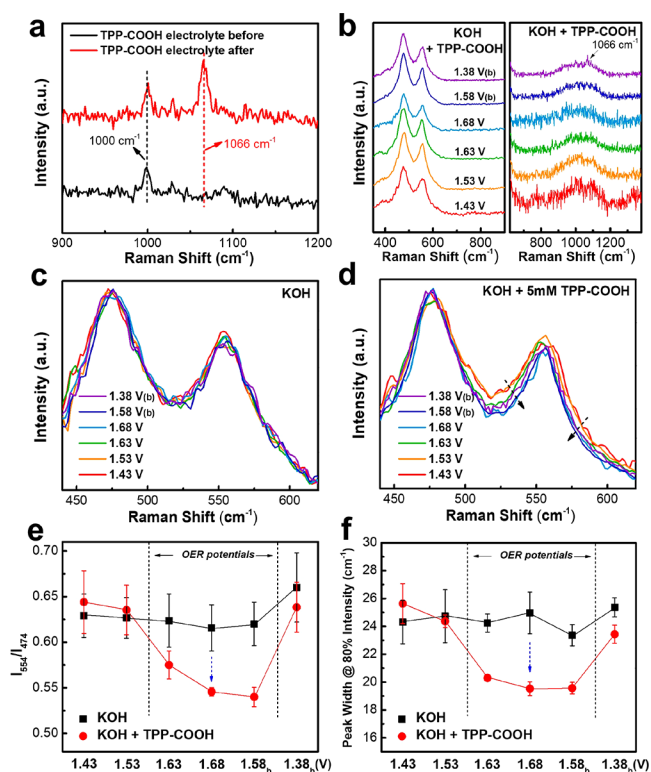 a
TPP-COOH electrolyte before
TPP-COOH electrolyte after
1000 cm⁻¹
1066 cm⁻¹
Intensity (a.u.)
900 1000 1100 1200
Raman Shift (cm⁻¹)
b
KOH
+ TPP-COOH
1.38 V(b)
1.58 V(b)
1.68 V
1.63 V
1.53 V
1.43 V
Intensity (a.u.)
400 600 800
Raman Shift (cm⁻¹)
KOH + TPP-COOH
1066 cm⁻¹
800 1000 1200
Raman Shift (cm⁻¹)
c
KOH
1.38 V(b)
1.58 V(b)
1.68 V
1.63 V
1.53 V
1.43 V
Intensity (a.u.)
450 500 550 600
Raman Shift (cm⁻¹)
d
KOH + 5mM TPP-COOH
1.38 V(b)
1.58 V(b)
1.68 V
1.63 V
1.53 V
1.43 V
Intensity (a.u.)
450 500 550 600
Raman Shift (cm⁻¹)
e
OER potentials
I₅₅₄/I₄₇₄
0.70
0.65
0.60
0.55
0.50
KOH
KOH + TPP-COOH
1.43 1.53 1.63 1.68 1.58b 1.38b(V)
f
OER potentials
Peak Width @ 80% Intensity (cm⁻¹)
28
26
24
22
20
18
16
KOH
KOH + TPP-COOH
1.43 1.53 1.63 1.68 1.58b 1.38b(V)